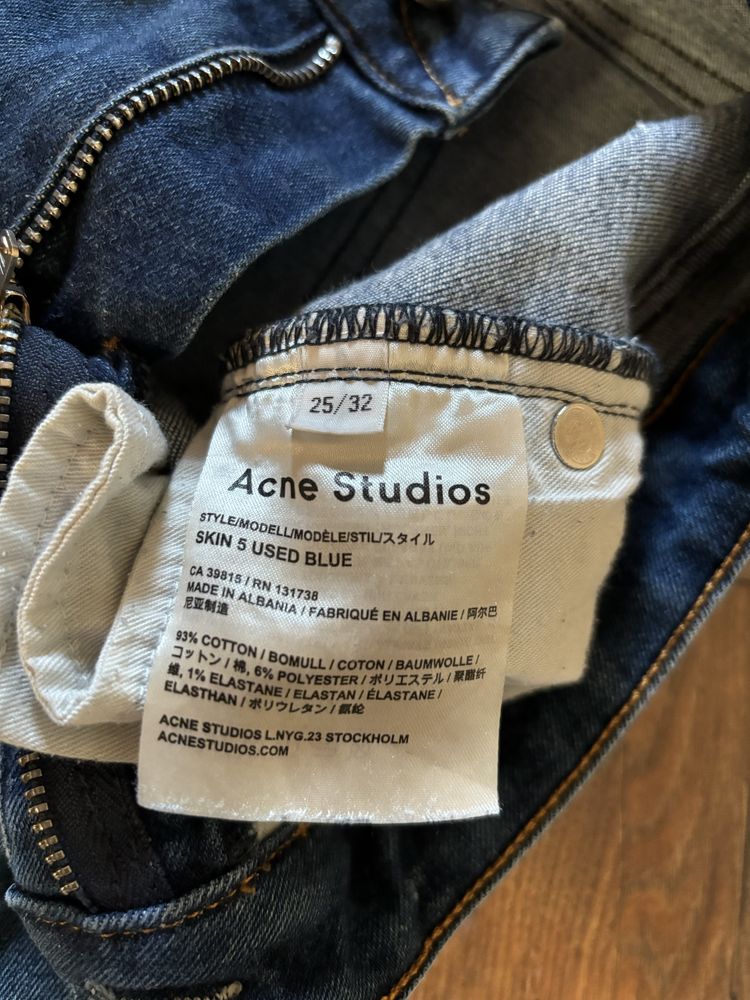 25/32
Acne Studios
STYLE/MODELL/MODÈLE/STIL/スタイル
SKIN 5 USED BLUE
CA 39815 / RN 131738
MADE IN ALBANIA / FABRIQUÉ EN ALBANIE / 阿尔巴
尼亚制造
93% COTTON / BOMULL / COTON / BAUMWOLLE /
コットン / 棉, 6% POLYESTER / ポリエステル / 聚酯纤
维, 1% ELASTANE / ELASTAN / ÉLASTANE /
ELASTHAN / ポリウレタン / 氨纶
ACNE STUDIOS L.NYG.23 STOCKHOLM
ACNESTUDIOS.COM